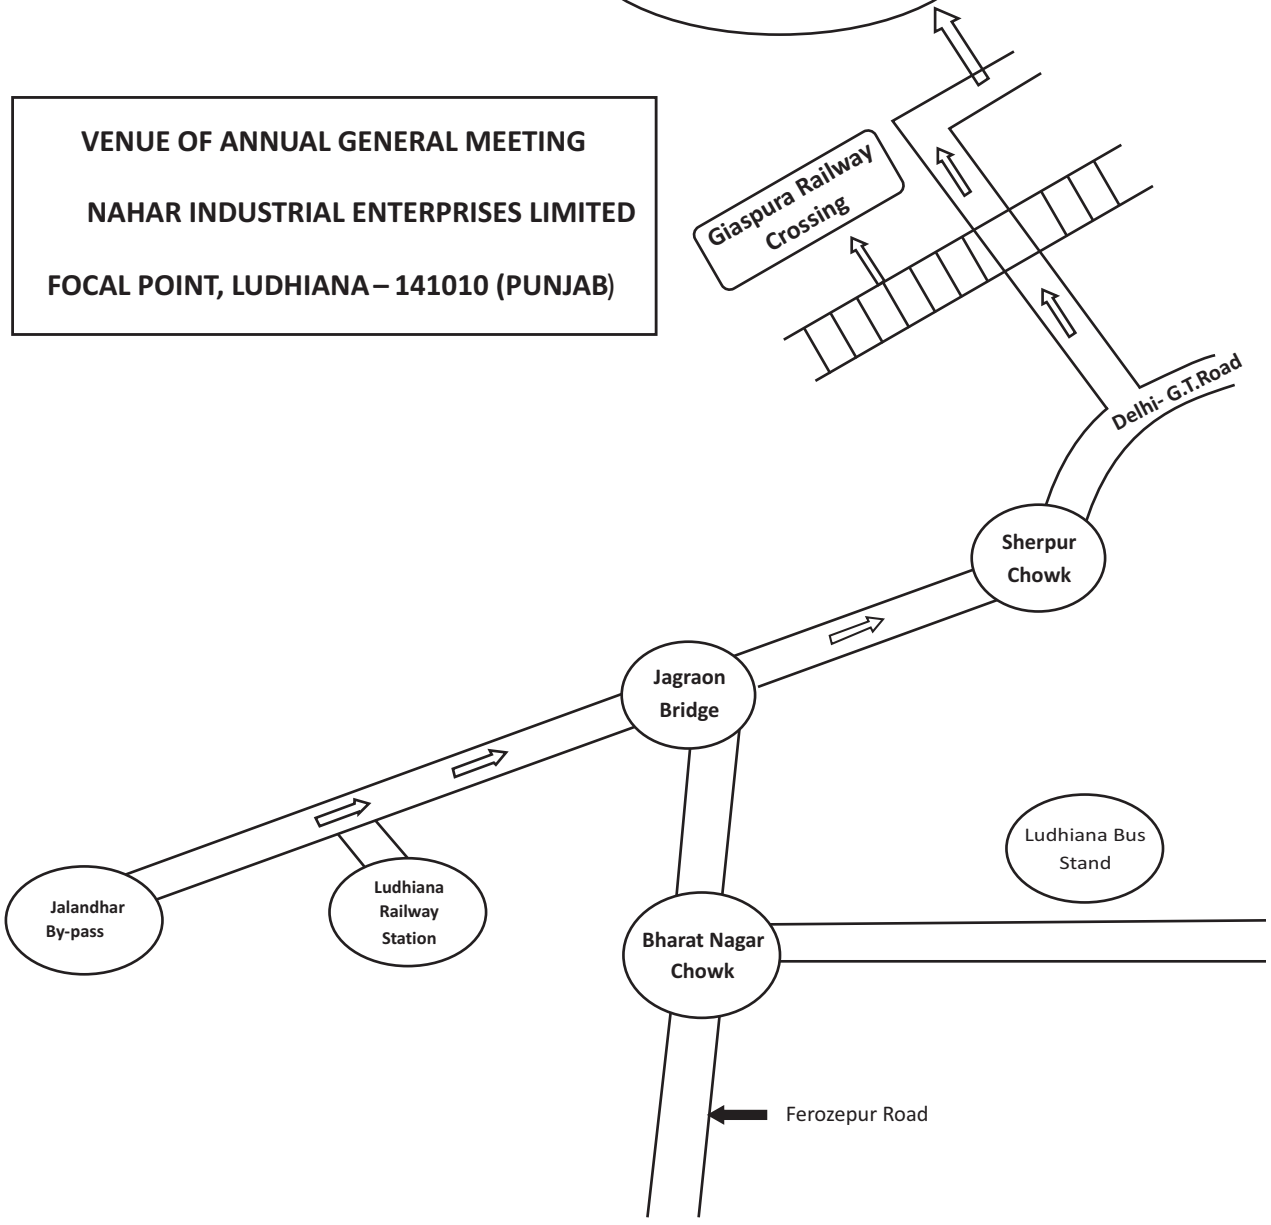 VENUE OF ANNUAL GENERAL MEETING
NAHAR INDUSTRIAL ENTERPRISES LIMITED
FOCAL POINT, LUDHIANA – 141010 (PUNJAB)
Giaspura Railway
Crossing
Delhi- G.T.Road
Sherpur
Chowk
Jagraon
Bridge
Ludhiana Bus
Stand
Jalandhar
By-pass
Ludhiana
Railway
Station
Bharat Nagar
Chowk
Ferozepur Road